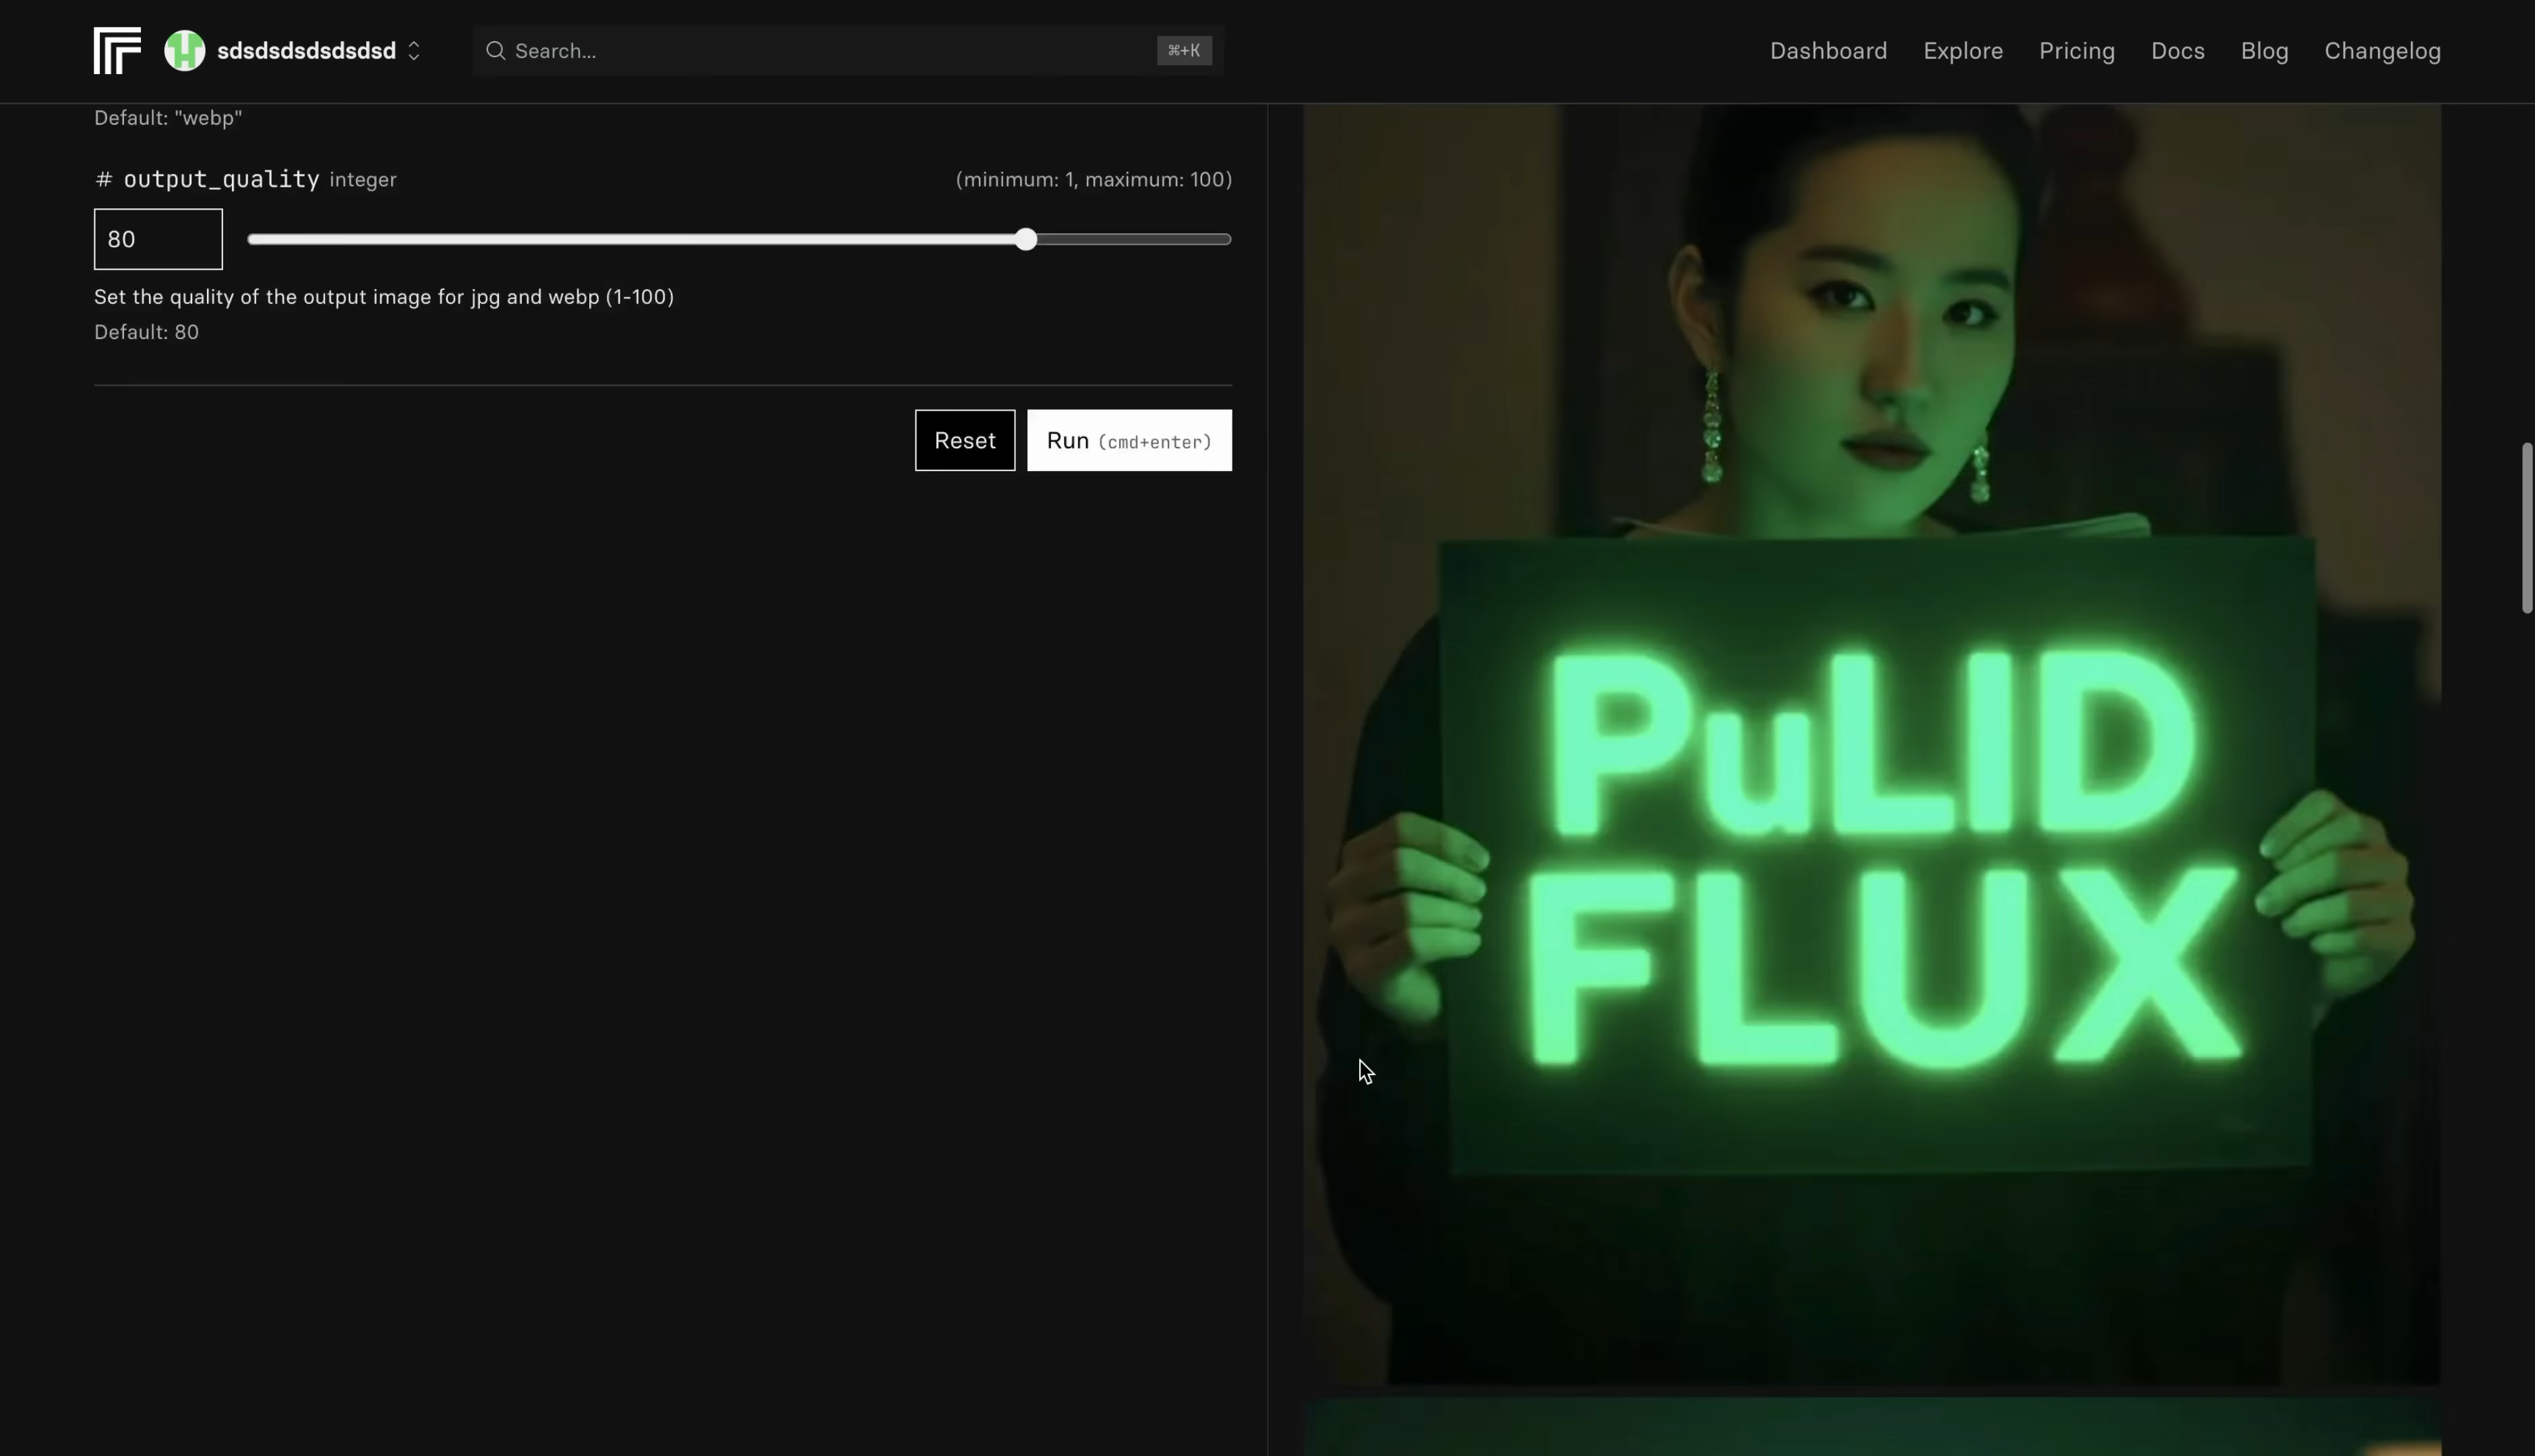 sdsdsdsdsdsdsd
Search...
⌘+K
Dashboard
Explore
Pricing
Docs
Blog
Changelog
Default: "webp"
# output_quality integer
(minimum: 1, maximum: 100)
80
Set the quality of the output image for jpg and webp (1-100)
Default: 80
Reset
Run (cmd+enter)
PuLID
FLUX